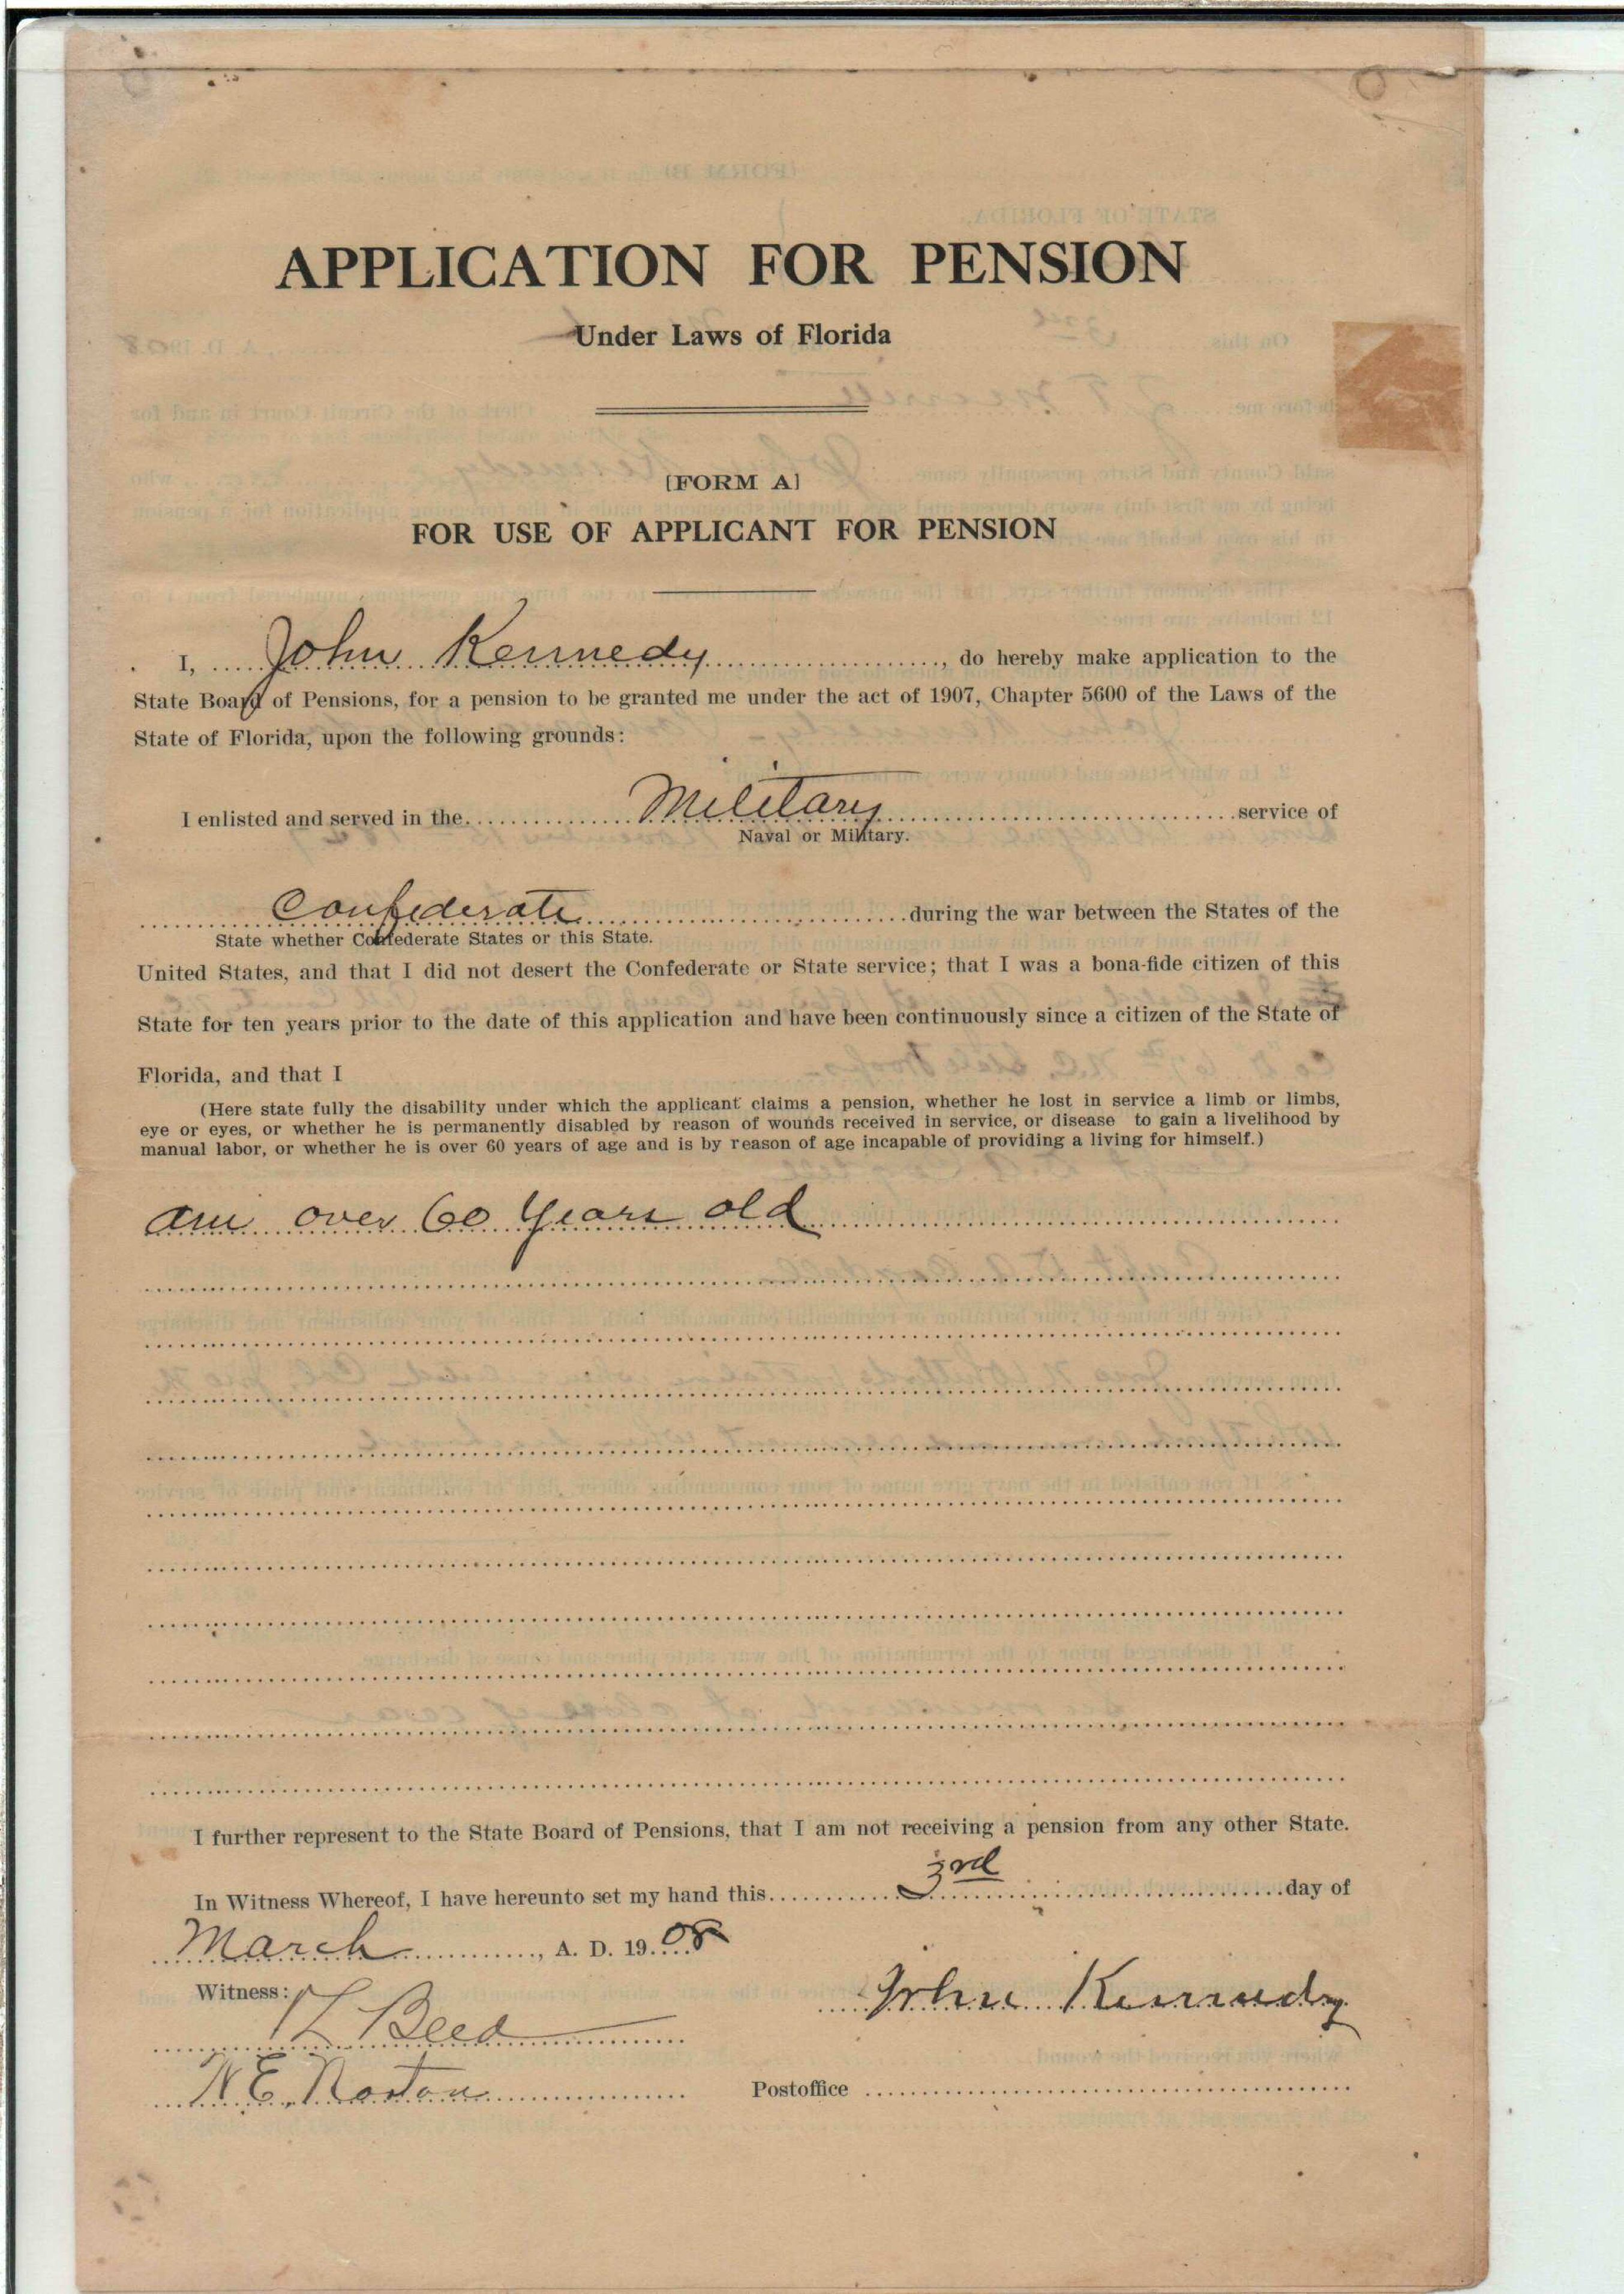 APPLICATION FOR PENSION
Under Laws of Florida
[FORM A]
FOR USE OF APPLICANT FOR PENSION
I, John Kennedy, do hereby make application to the
State Board of Pensions, for a pension to be granted me under the act of 1907, Chapter 5600 of the Laws of the
State of Florida, upon the following grounds:
I enlisted and served in the Military service of
Naval or Military.
Confederate during the war between the States of the
State whether Confederate States or this State.
United States, and that I did not desert the Confederate or State service; that I was a bona-fide citizen of this
State for ten years prior to the date of this application and have been continuously since a citizen of the State of
Florida, and that I
(Here state fully the disability under which the applicant claims a pension, whether he lost in service a limb or limbs,
eye or eyes, or whether he is permanently disabled by reason of wounds received in service, or disease to gain a livelihood by
manual labor, or whether he is over 60 years of age and is by reason of age incapable of providing a living for himself.)
am over 60 years old
I further represent to the State Board of Pensions, that I am not receiving a pension from any other State.
In Witness Whereof, I have hereunto set my hand this 3rd day of
March, A. D. 1908
Witness:
John Kennedy
W E. Norton
Postoffice